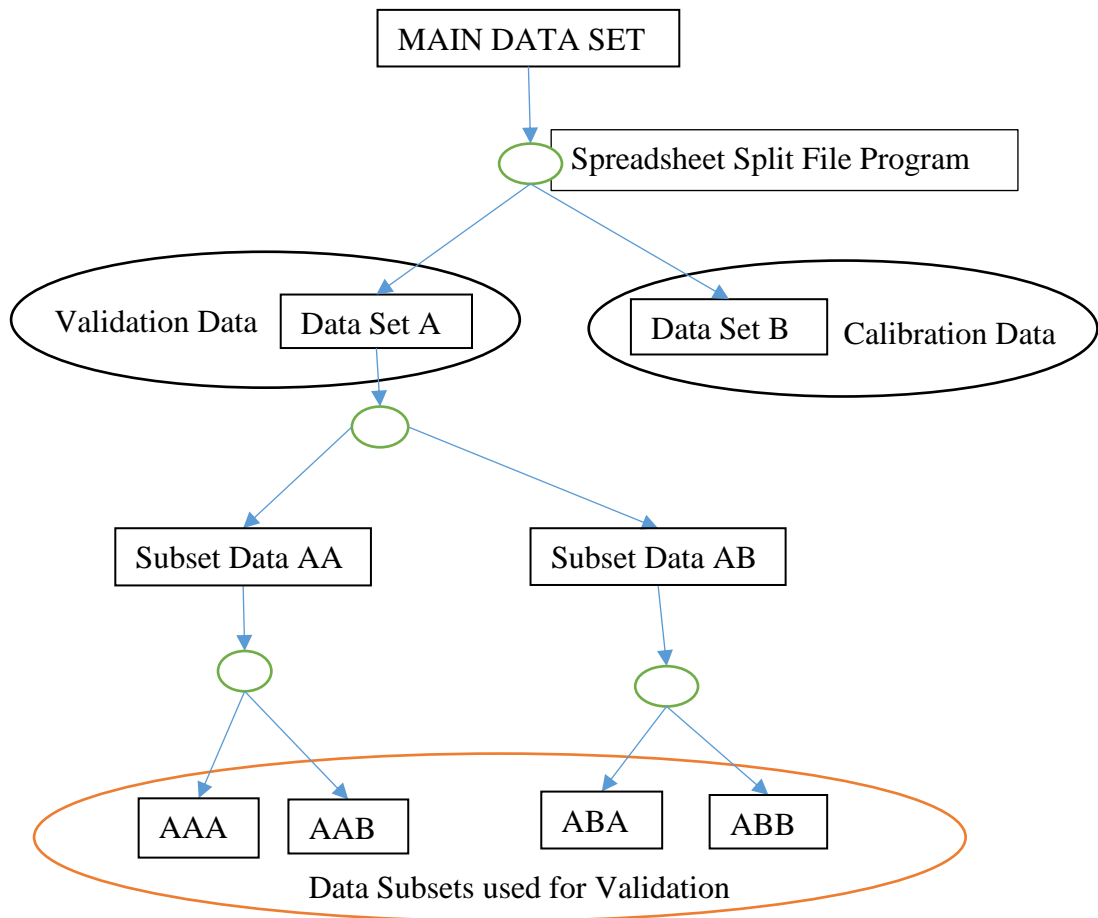 MAIN DATA SET
Spreadsheet Split File Program
Validation Data
Data Set A
Data Set B
Calibration Data
Subset Data AA
Subset Data AB
AAA
AAB
ABA
ABB
Data Subsets used for Validation